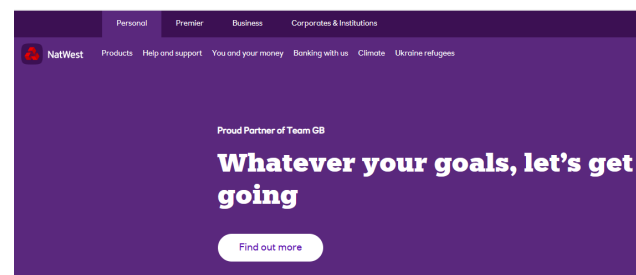 Personal Premier Business Corporates & Institutions
NatWest Products Help and support You and your money Banking with us Climate Ukraine refugees
Proud Partner of Team GB
Whatever your goals, let's get
going
Find out more